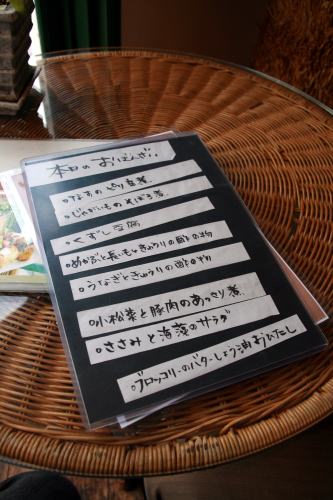 本日のおばんざい
○なすのピリ辛煮
○じゃがいものそぼろ煮
○くずし豆腐
○めかぶと長いもときゅうりの酢の物
○うなぎときゅうりの酢の物
○小松菜と豚肉のあっさり煮
○ささみと海藻のサラダ
○ブロッコリーのバターしょう油おひたし